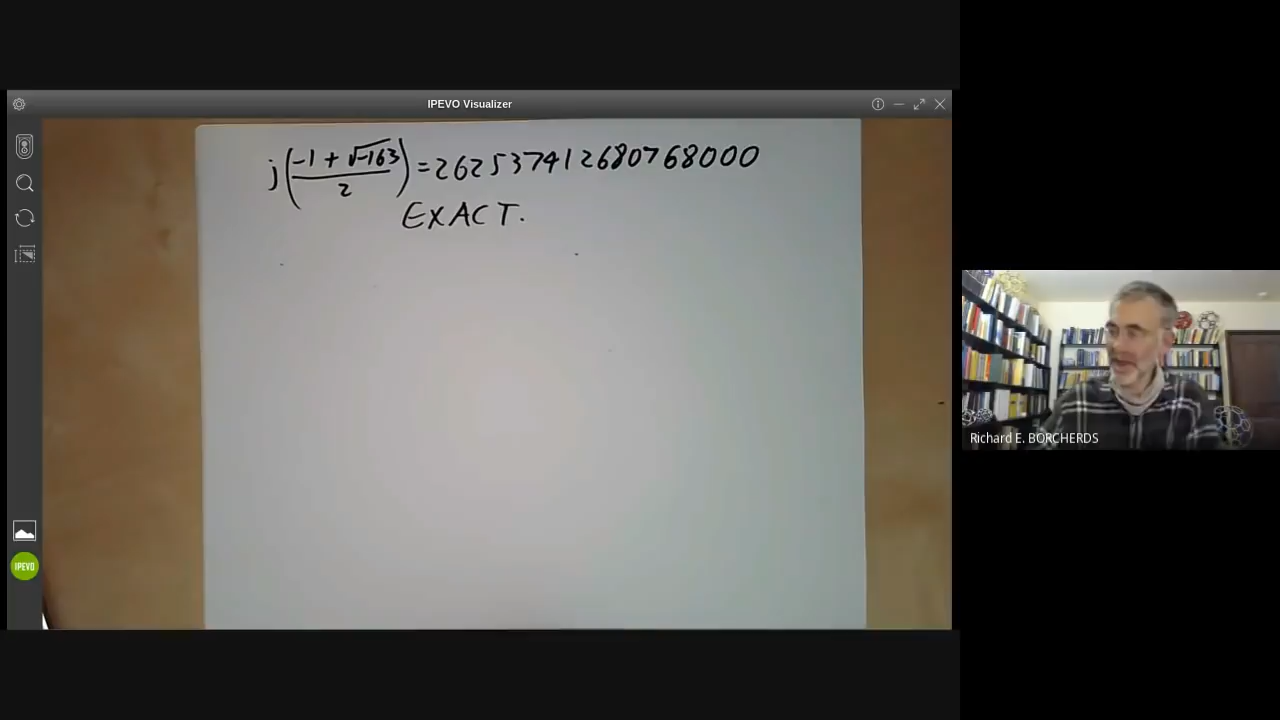 IPEVO Visualizer
j((-1 + √-163)/2) = 262537412680768000
EXACT.
IPEVO
Richard E. BORCHERDS